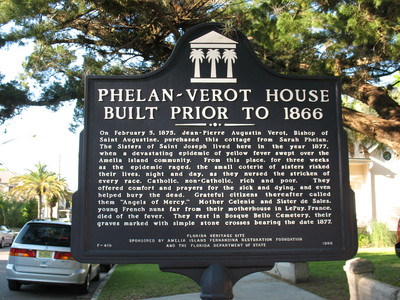 PHELAN-VEROT HOUSE
BUILT PRIOR TO 1866
On February 5, 1875, Jean-Pierre Augustin Verot, Bishop of
Saint Augustine, purchased this cottage from Sarah Phelan.
The Sisters of Saint Joseph lived here in the year 1877,
when a devastating epidemic of yellow fever swept over the
Amelia Island community. From this place, for three weeks
as the epidemic raged, the small coterie of sisters risked
their lives, night and day, as they nursed the stricken of
every race, Catholic, non-Catholic, rich and poor. They
offered comfort and prayers for the sick and dying, and even
helped bury the dead. Grateful citizens thereafter called
them "Angels of Mercy." Mother Celenie and Sister de Sales,
young French nuns far from their motherhouse in LePuy, France,
died of the fever. They rest in Bosque Bello Cemetery, their
graves marked with simple stone crosses bearing the date 1877.
FLORIDA HERITAGE SITE
SPONSORED BY AMELIA ISLAND FERNANDINA RESTORATION FOUNDATION
AND THE FLORIDA DEPARTMENT OF STATE